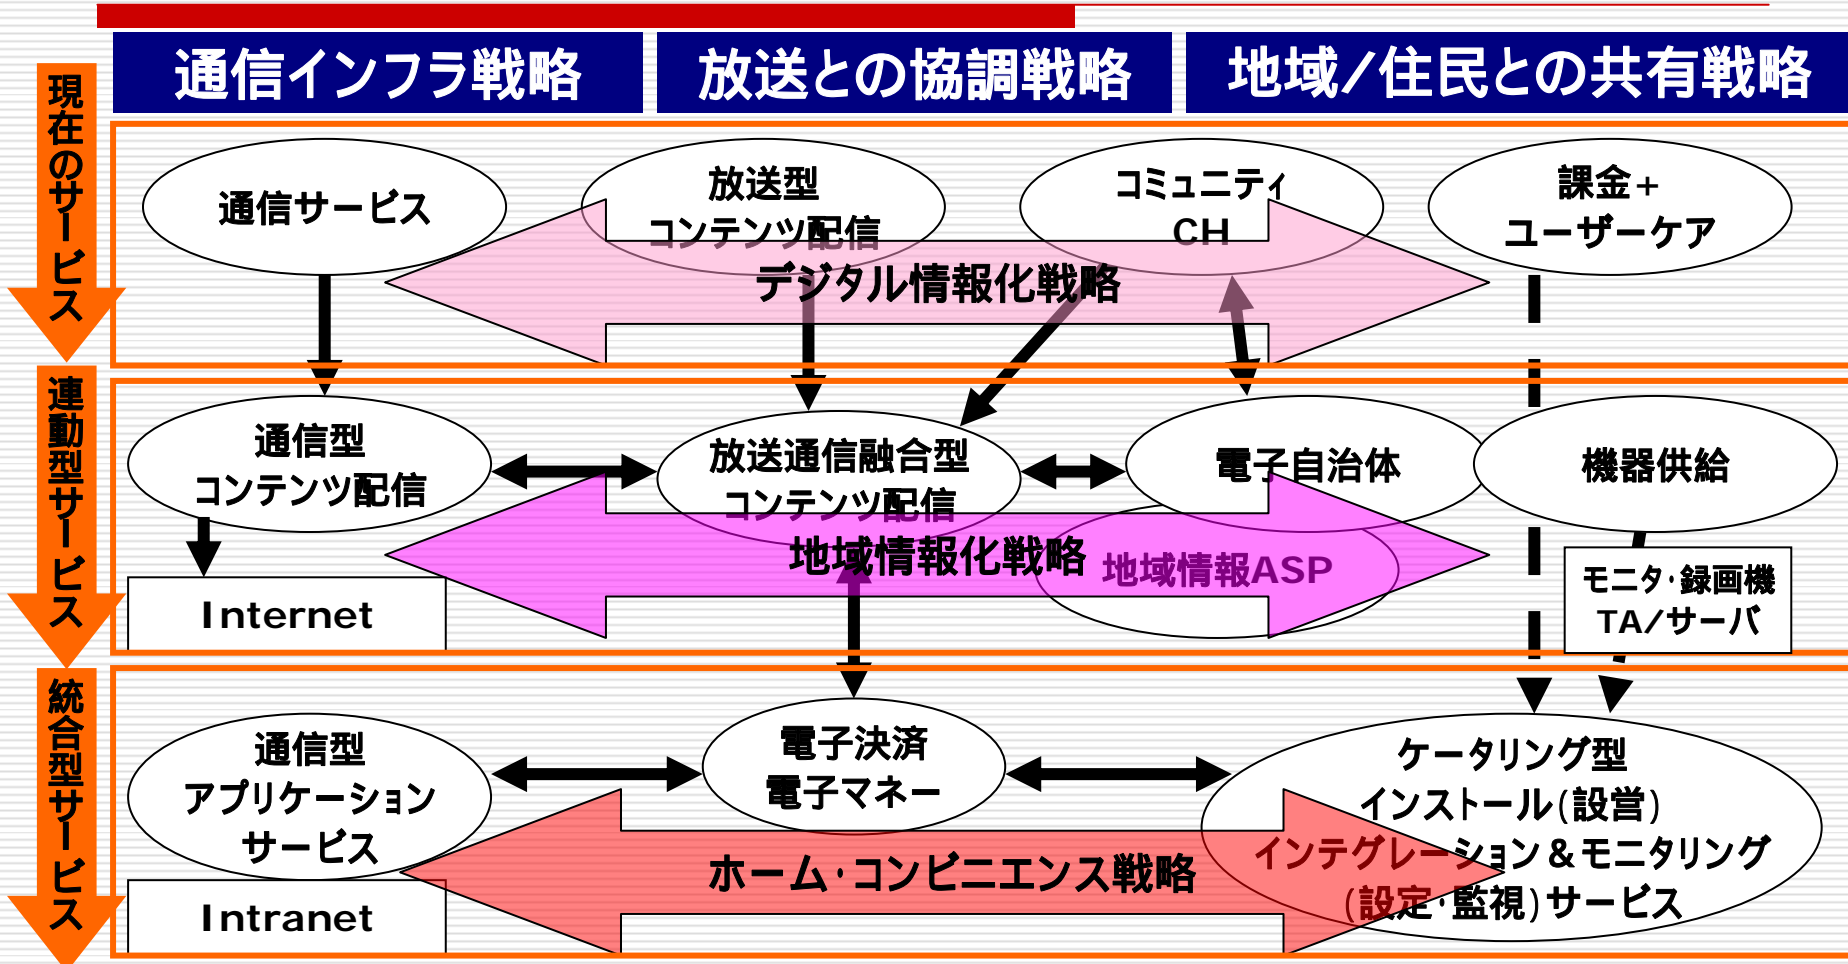 通信インフラ戦略
放送との協調戦略
地域/住民との共有戦略
現在のサービス
通信サービス
放送型
コンテンツ配信
コミュニティ
CH
課金+
ユーザーケア
デジタル情報化戦略
連動型サービス
通信型
コンテンツ配信
放送通信融合型
コンテンツ配信
電子自治体
機器供給
地域情報化戦略
地域情報ASP
モニタ・録画機
TA/サーバ
Internet
統合型サービス
通信型
アプリケーション
サービス
電子決済
電子マネー
ケータリング型
インストール(設営)
インテグレーション&モニタリング
(設定・監視)サービス
ホーム・コンビニエンス戦略
Intranet